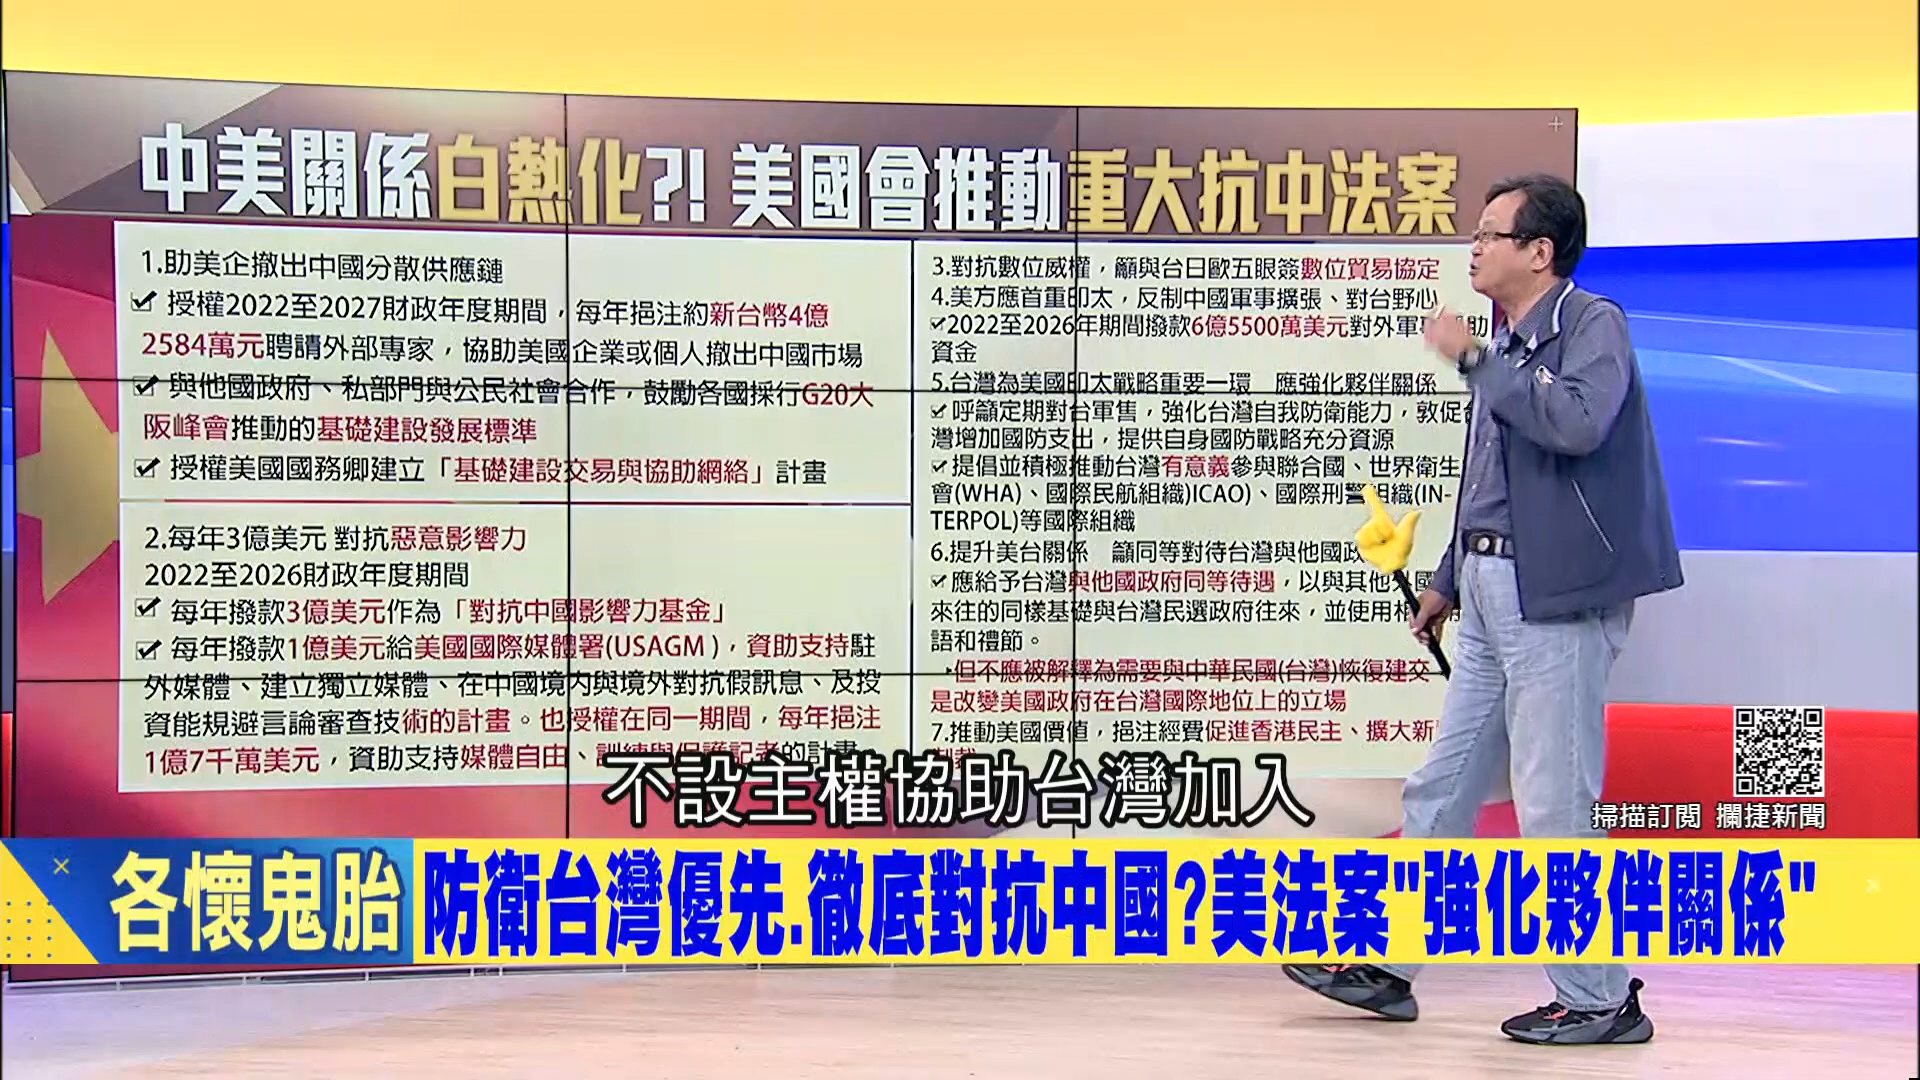 中美關係白熱化?! 美國會推動重大抗中法案
1.助美企撤出中國分散供應鏈
授權2022至2027財政年度期間，每年挹注約新台幣4億
2584萬元聘請外部專家，協助美國企業或個人撤出中國市場
與他國政府、私部門與公民社會合作，鼓勵各國採行G20大
阪峰會推動的基礎建設發展標準
授權美國國務卿建立「基礎建設交易與協助網絡」計畫
2.每年3億美元 對抗惡意影響力
2022至2026財政年度期間
每年撥款3億美元作為「對抗中國影響力基金」
每年撥款1億美元給美國國際媒體署(USAGM)，資助支持駐
外媒體、建立獨立媒體、在中國境內與境外對抗假訊息、及投
資能規避言論審查技術的計畫。也授權在同一期間，每年挹注
1億7千萬美元，資助支持媒體自由、訓練與保護記者的計畫。
3.對抗數位威權，籲與台日歐五眼簽數位貿易協定
4.美方應首重印太，反制中國軍事擴張、對台野心
2022至2026年期間撥款6億5500萬美元對外軍事 助
資金
5.台灣為美國印太戰略重要一環 應強化夥伴關係
呼籲定期對台軍售，強化台灣自我防衛能力，敦促台
灣增加國防支出，提供自身國防戰略充分資源
提倡並積極推動台灣有意義參與聯合國、世界衛生
會(WHA)、國際民航組織)ICAO)、國際刑警組織(IN-
TERPOL)等國際組織
6.提升美台關係 籲同等對待台灣與他國政
應給予台灣與他國政府同等待遇，以與其他外國
來往的同樣基礎與台灣民選政府往來，並使用相
語和禮節。
但不應被解釋為需要與中華民國(台灣)恢復建交
是改變美國政府在台灣國際地位上的立場
7.推動美國價值，挹注經費促進香港民主、擴大新
制裁
不設主權協助台灣加入
掃描訂閱 攔捷新聞
各懷鬼胎
防衛台灣優先.徹底對抗中國?美法案"強化夥伴關係"